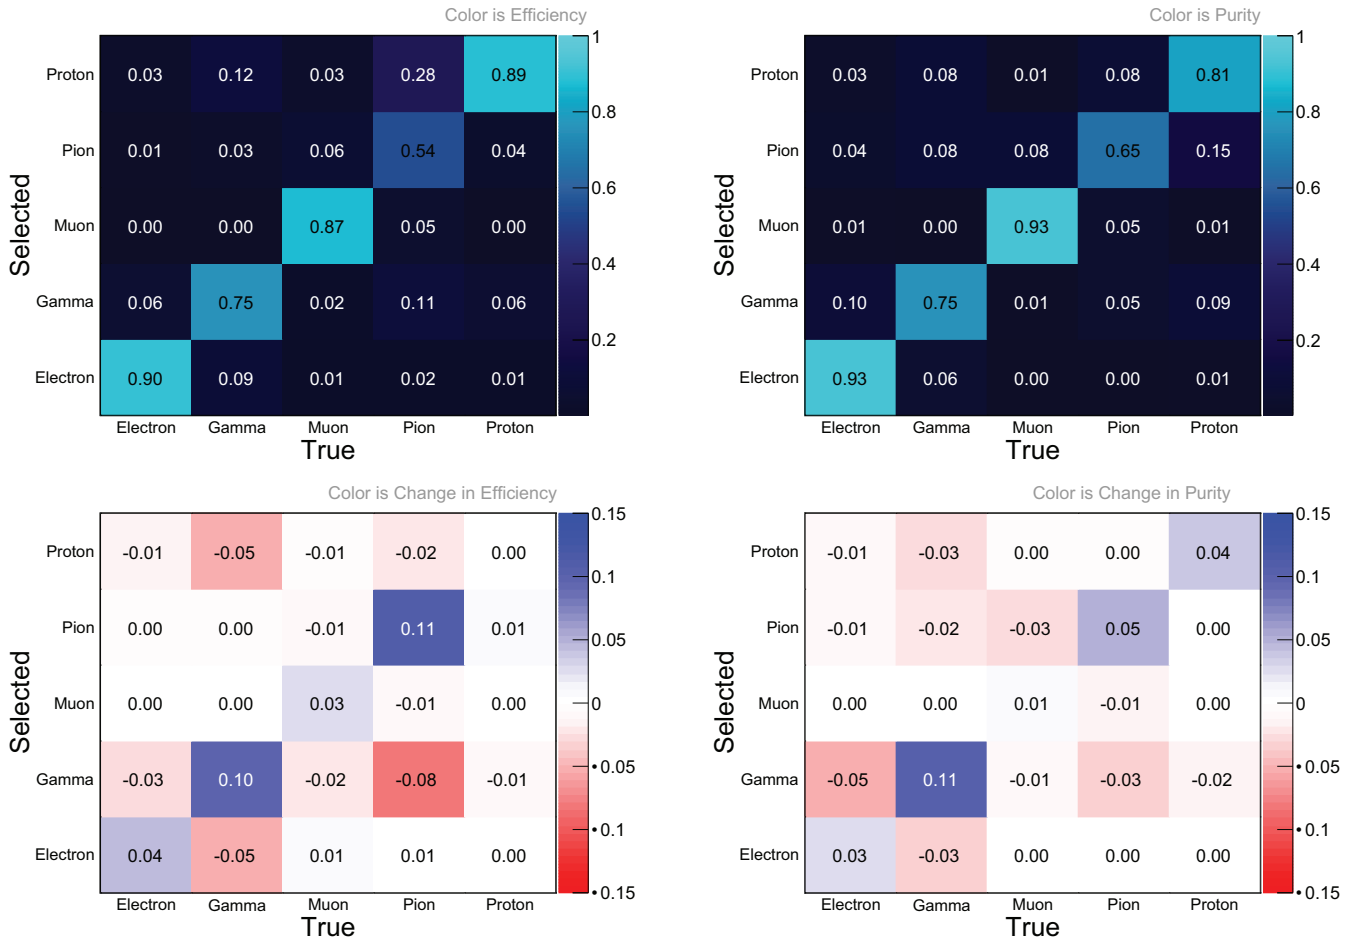 Color is Efficiency
Proton 0.03 0.12 0.03 0.28 0.89
Pion 0.01 0.03 0.06 0.54 0.04
Muon 0.00 0.00 0.87 0.05 0.00
Gamma 0.06 0.75 0.02 0.11 0.06
Electron 0.90 0.09 0.01 0.02 0.01
1
0.8
0.6
0.4
0.2
Selected
Electron Gamma Muon Pion Proton
True
Color is Purity
Proton 0.03 0.08 0.01 0.08 0.81
Pion 0.04 0.08 0.08 0.65 0.15
Muon 0.01 0.00 0.93 0.05 0.01
Gamma 0.10 0.75 0.01 0.05 0.09
Electron 0.93 0.06 0.00 0.00 0.01
1
0.8
0.6
0.4
0.2
Selected
Electron Gamma Muon Pion Proton
True
Color is Change in Efficiency
Proton -0.01 -0.05 -0.01 -0.02 0.00
Pion 0.00 0.00 -0.01 0.11 0.01
Muon 0.00 0.00 0.03 -0.01 0.00
Gamma -0.03 0.10 -0.02 -0.08 -0.01
Electron 0.04 -0.05 0.01 0.01 0.00
0.15
0.1
0.05
0
•0.05
•0.1
•0.15
Selected
Electron Gamma Muon Pion Proton
True
Color is Change in Purity
Proton -0.01 -0.03 0.00 0.00 0.04
Pion -0.01 -0.02 -0.03 0.05 0.00
Muon 0.00 0.00 0.01 -0.01 0.00
Gamma -0.05 0.11 -0.01 -0.03 -0.02
Electron 0.03 -0.03 0.00 0.00 0.00
0.15
0.1
0.05
0
•0.05
•0.1
•0.15
Selected
Electron Gamma Muon Pion Proton
True